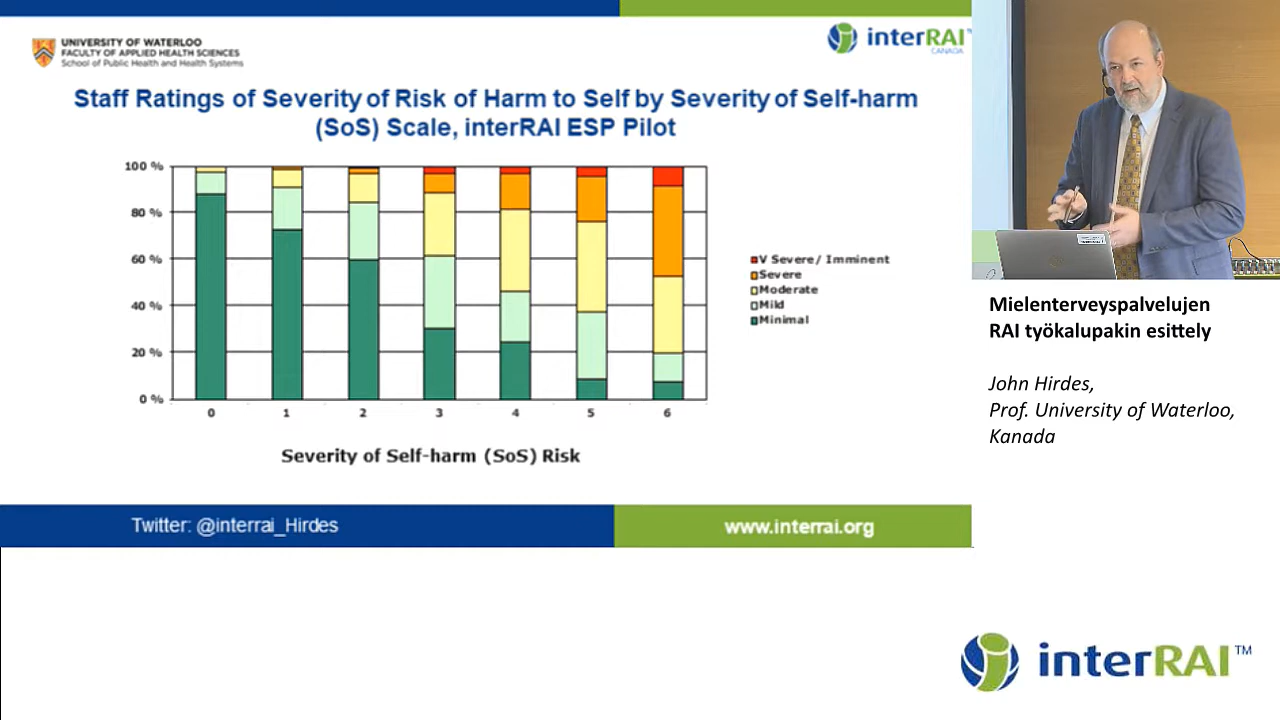 UNIVERSITY OF WATERLOO
FACULTY OF APPLIED HEALTH SCIENCES
School of Public Health and Health Systems
interRAI™
CANADA
Staff Ratings of Severity of Risk of Harm to Self by Severity of Self-harm
(SoS) Scale, interRAI ESP Pilot
100 %
80 %
60 %
40 %
20 %
0 %
0 1 2 3 4 5 6
Severity of Self-harm (SoS) Risk
V Severe/ Imminent
Severe
Moderate
Mild
Minimal
Twitter: @interrai_Hirdes
www.interrai.org
Mielenterveyspalvelujen
RAI työkalupakin esittely
John Hirdes,
Prof. University of Waterloo,
Kanada
interRAI™